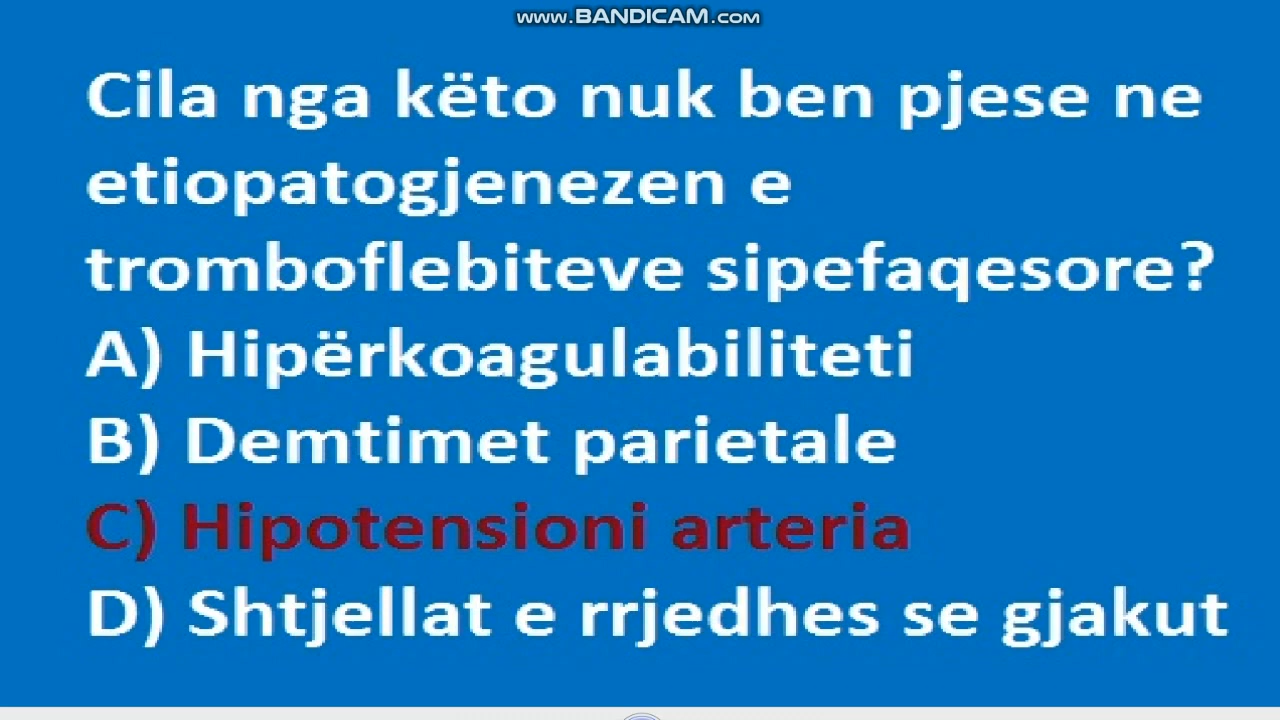 www.BANDICAM.com
Cila nga këto nuk ben pjese ne
etiopatogjenezen e
tromboflebiteve sipefaqesore?
A) Hipërkoagulabiliteti
B) Demtimet parietale
C) Hipotensioni arteria
D) Shtjellat e rrjedhes se gjakut